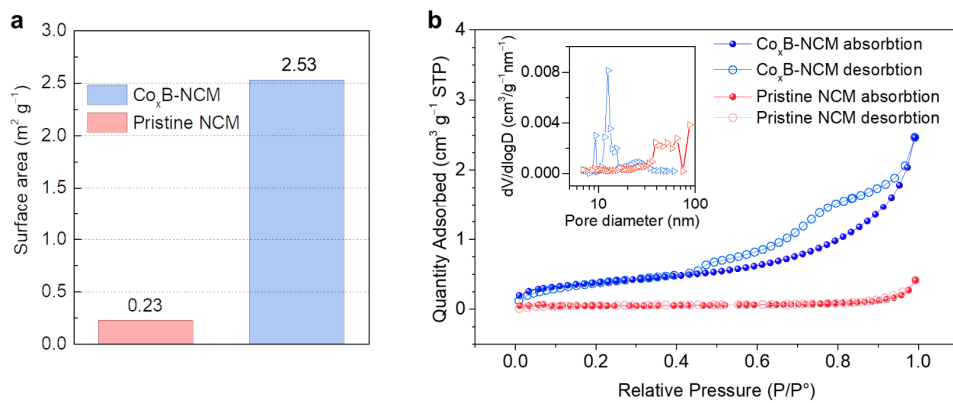 a
3.0
2.5
2.0
1.5
1.0
0.5
0.0
Surface area (m² g⁻¹)
2.53
0.23
CoₓB-NCM
Pristine NCM
b
4
3
2
1
0
Quantity Adsorbed (cm³ g⁻¹ STP)
0.0 0.2 0.4 0.6 0.8 1.0
Relative Pressure (P/P°)
CoₓB-NCM absorbtion
CoₓB-NCM desorbtion
Pristine NCM absorbtion
Pristine NCM desorbtion
0.008
0.004
0.000
dV/dlogD (cm³/g⁻¹nm⁻¹)
10 100
Pore diameter (nm)